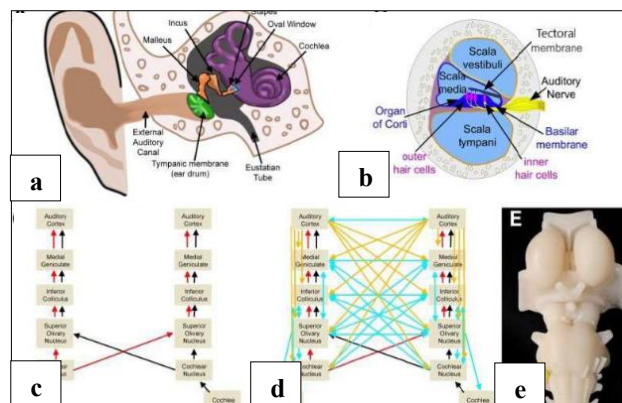 Stapes
Incus
Oval Window
Malleus
Cochlea
External
Auditory
Canal
Tympanic membrane
(ear drum)
Eustatian
Tube
a
Tectoral
membrane
Scala
vestibuli
Scala
media
Auditory
Nerve
Organ
of Corti
Scala
tympani
Basilar
membrane
outer
hair cells
inner
hair cells
b
Auditory
Cortex
Auditory
Cortex
Medial
Geniculate
Medial
Geniculate
Inferior
Colliculus
Inferior
Colliculus
Superior
Olivary
Nucleus
Superior
Olivary
Nucleus
Cochlear
Nucleus
Cochlear
Nucleus
Cochlea
c
Auditory
Cortex
Auditory
Cortex
Medial
Geniculate
Medial
Geniculate
Inferior
Colliculus
Inferior
Colliculus
Superior
Olivary
Nucleus
Superior
Olivary
Nucleus
Cochlear
Nucleus
Cochlear
Nucleus
Cochlea
d
E
e